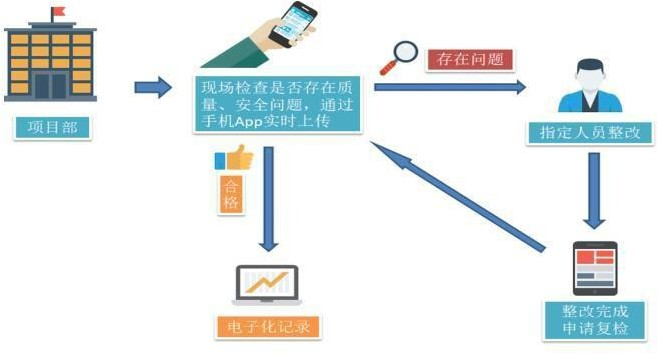 存在问题
现场检查是否存在质
量、安全问题，通过
手机App实时上传
项目部
指定人员整改
合
格
整改完成
申请复检
电子化记录